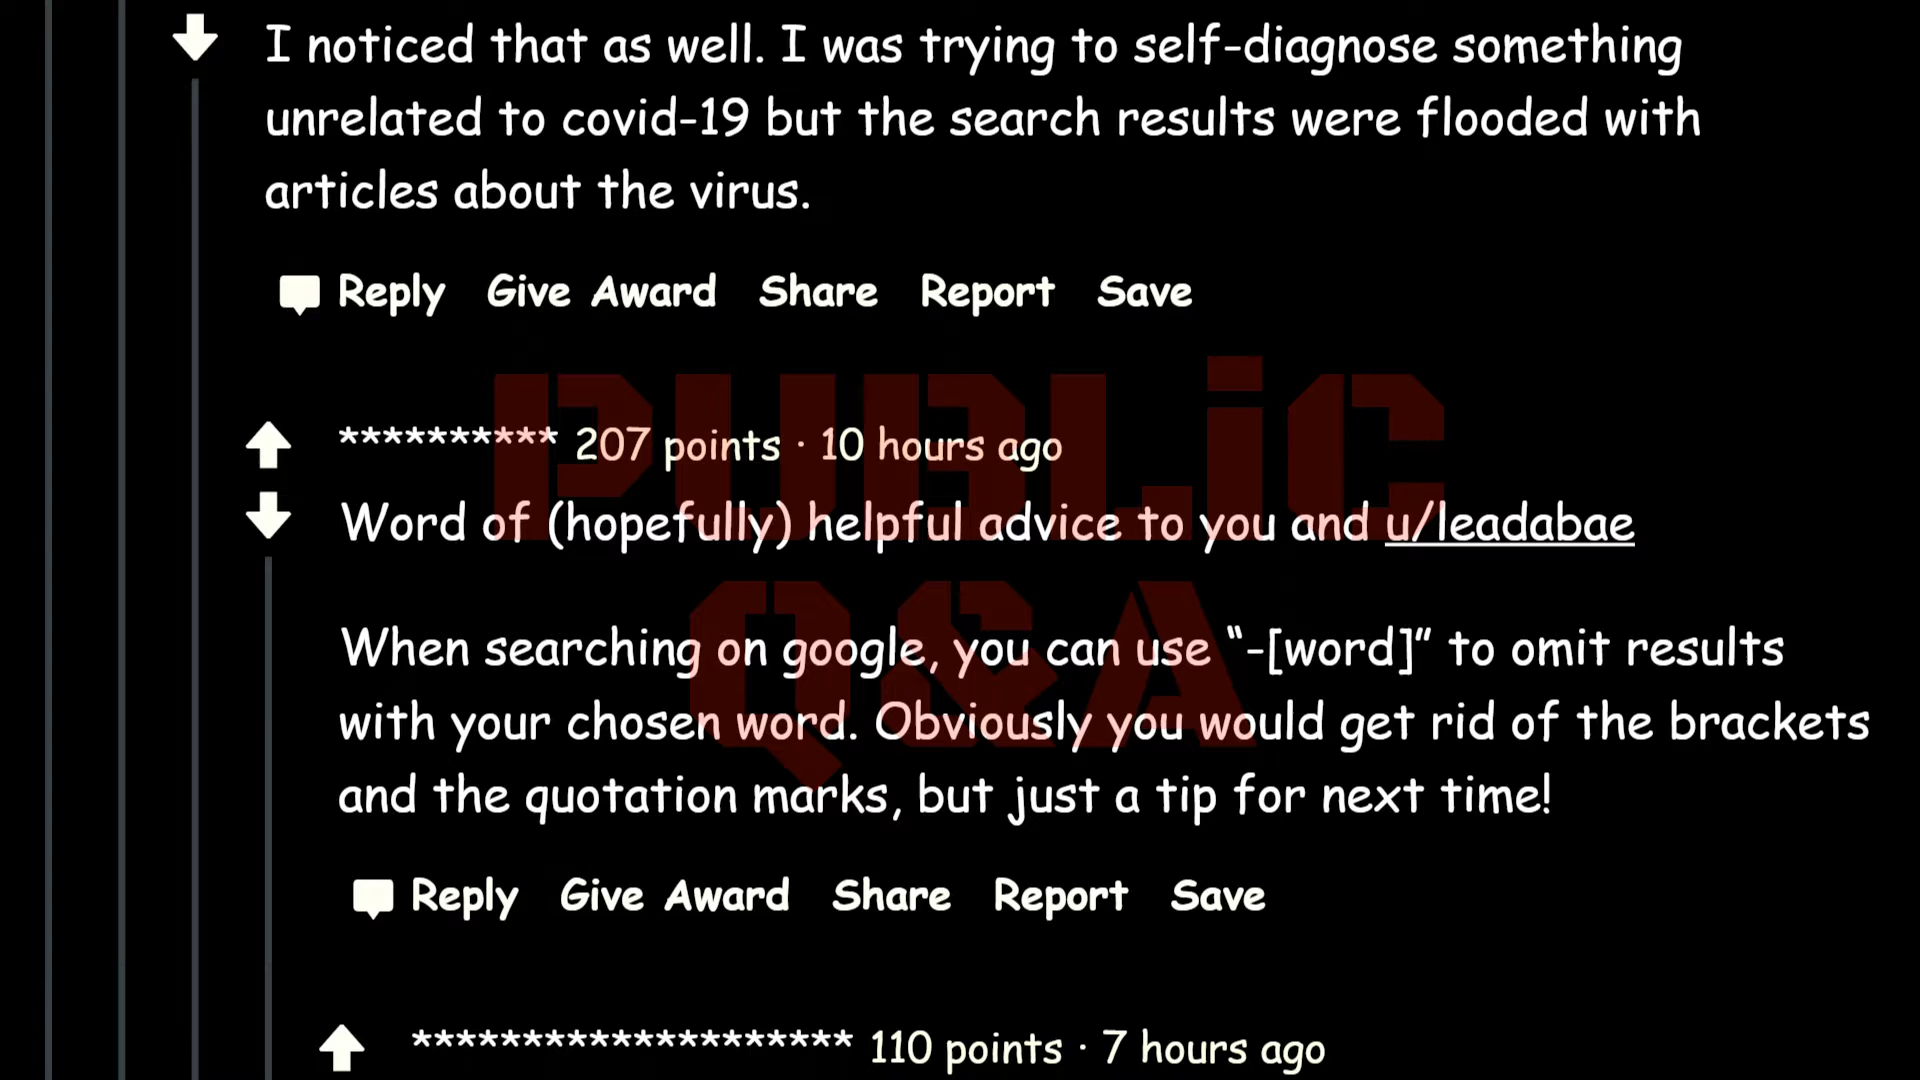 I noticed that as well. I was trying to self-diagnose something
unrelated to covid-19 but the search results were flooded with
articles about the virus.
Reply Give Award Share Report Save
PUBLiC
********** 207 points · 10 hours ago
Word of (hopefully) helpful advice to you and u/leadabae
Q&A
When searching on google, you can use “-[word]” to omit results
with your chosen word. Obviously you would get rid of the brackets
and the quotation marks, but just a tip for next time!
Reply Give Award Share Report Save
******************** 110 points · 7 hours ago